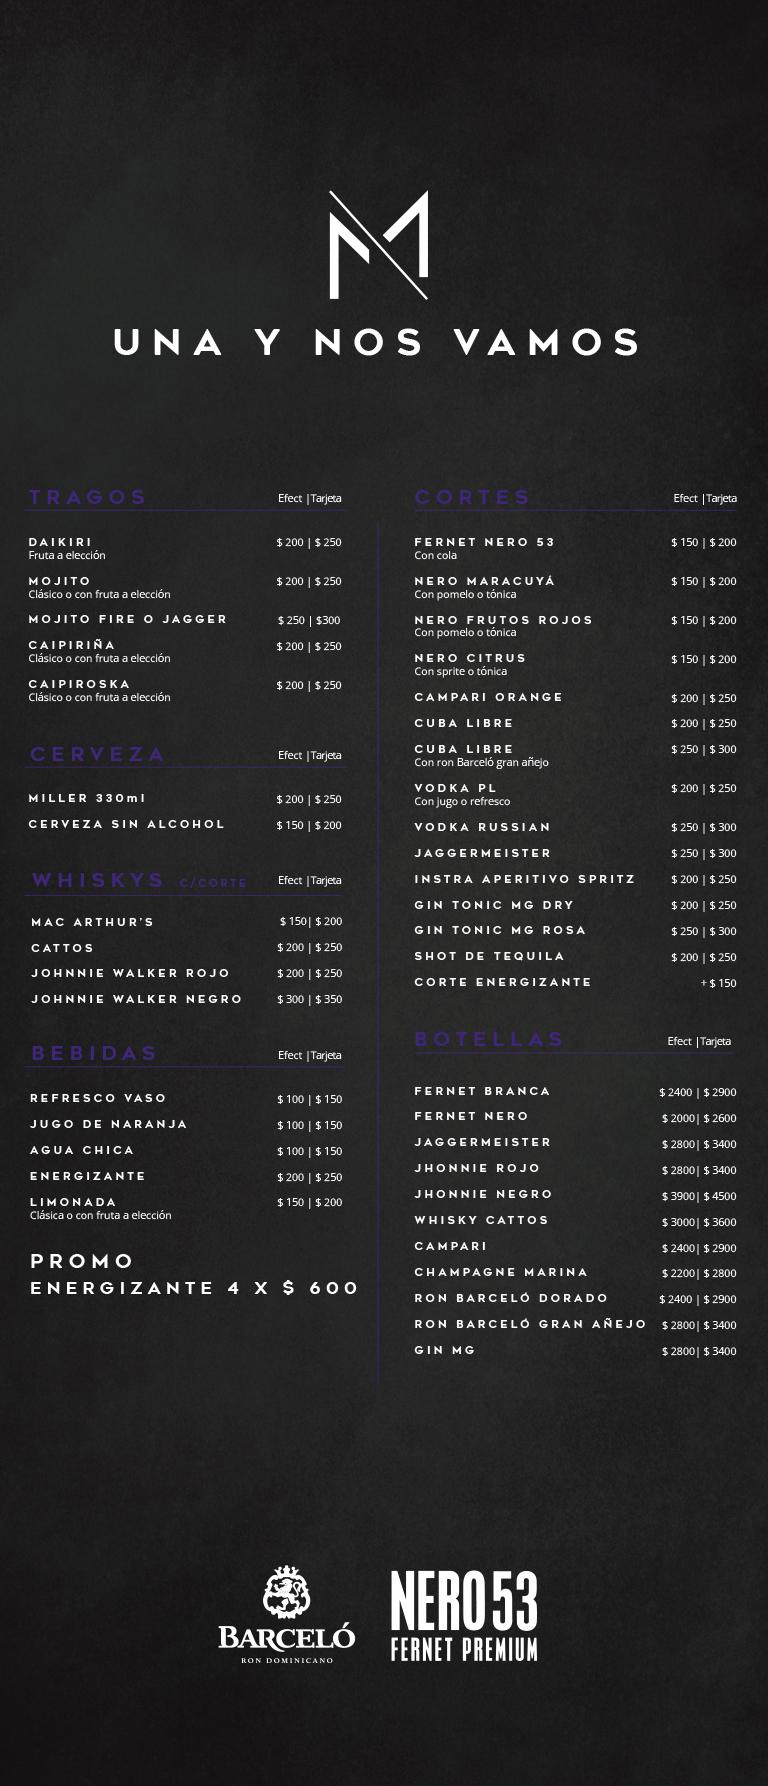 M
UNA Y NOS VAMOS
TRAGOS Efect |Tarjeta
DAIKIRI $ 200 | $ 250
Fruta a elección
MOJITO $ 200 | $ 250
Clásico o con fruta a elección
MOJITO FIRE O JAGGER $ 250 | $300
CAIPIRIÑA $ 200 | $ 250
Clásico o con fruta a elección
CAIPIROSKA $ 200 | $ 250
Clásico o con fruta a elección
CERVEZA Efect |Tarjeta
MILLER 330ml $ 200 | $ 250
CERVEZA SIN ALCOHOL $ 150 | $ 200
WHISKYS C/CORTE Efect |Tarjeta
MAC ARTHUR'S $ 150| $ 200
CATTOS $ 200 | $ 250
JOHNNIE WALKER ROJO $ 200 | $ 250
JOHNNIE WALKER NEGRO $ 300 | $ 350
BEBIDAS Efect |Tarjeta
REFRESCO VASO $ 100 | $ 150
JUGO DE NARANJA $ 100 | $ 150
AGUA CHICA $ 100 | $ 150
ENERGIZANTE $ 200 | $ 250
LIMONADA $ 150 | $ 200
Clásica o con fruta a elección
PROMO
ENERGIZANTE 4 X $ 600
CORTES Efect |Tarjeta
FERNET NERO 53 $ 150 | $ 200
Con cola
NERO MARACUYÁ $ 150 | $ 200
Con pomelo o tónica
NERO FRUTOS ROJOS $ 150 | $ 200
Con pomelo o tónica
NERO CITRUS $ 150 | $ 200
Con sprite o tónica
CAMPARI ORANGE $ 200 | $ 250
CUBA LIBRE $ 200 | $ 250
CUBA LIBRE $ 250 | $ 300
Con ron Barceló gran añejo
VODKA PL $ 200 | $ 250
Con jugo o refresco
VODKA RUSSIAN $ 250 | $ 300
JAGGERMEISTER $ 250 | $ 300
INSTRA APERITIVO SPRITZ $ 200 | $ 250
GIN TONIC MG DRY $ 200 | $ 250
GIN TONIC MG ROSA $ 250 | $ 300
SHOT DE TEQUILA $ 200 | $ 250
CORTE ENERGIZANTE + $ 150
BOTELLAS Efect |Tarjeta
FERNET BRANCA $ 2400 | $ 2900
FERNET NERO $ 2000| $ 2600
JAGGERMEISTER $ 2800| $ 3400
JHONNIE ROJO $ 2800| $ 3400
JHONNIE NEGRO $ 3900| $ 4500
WHISKY CATTOS $ 3000| $ 3600
CAMPARI $ 2400| $ 2900
CHAMPAGNE MARINA $ 2200| $ 2800
RON BARCELÓ DORADO $ 2400 | $ 2900
RON BARCELÓ GRAN AÑEJO $ 2800| $ 3400
GIN MG $ 2800| $ 3400
BARCELÓ
RON DOMINICANO
NERO 53
FERNET PREMIUM